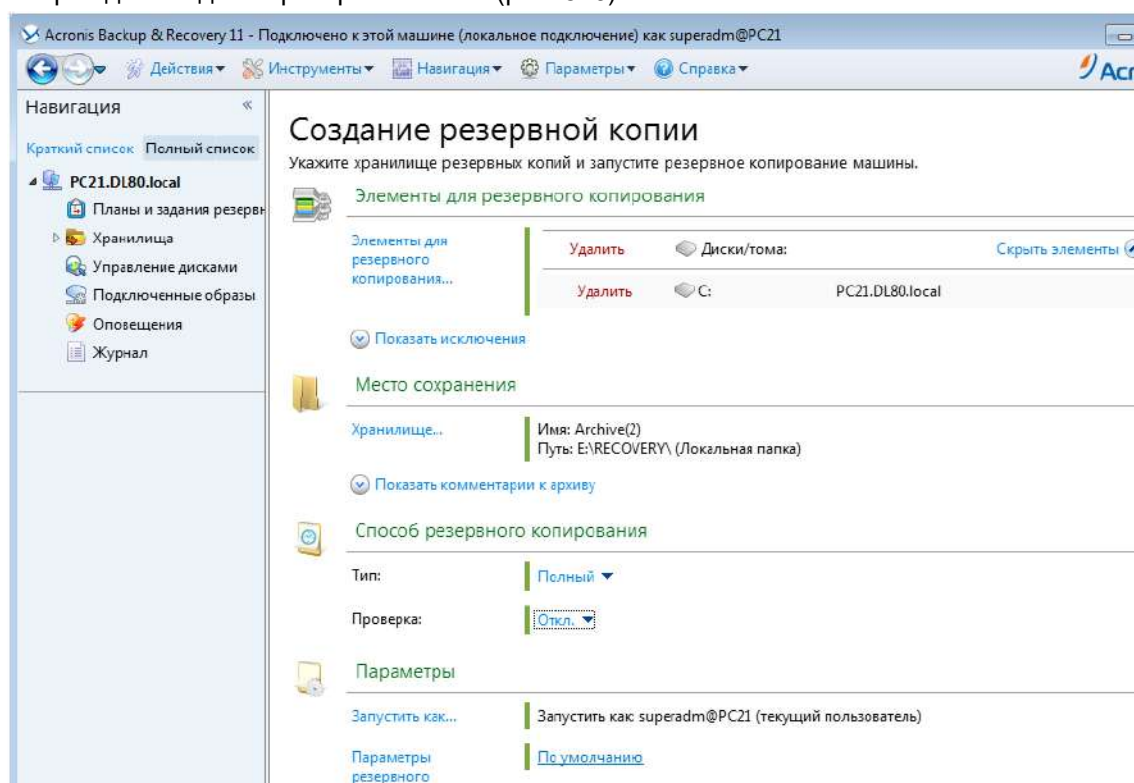 Acronis Backup & Recovery 11 - Подключено к этой машине (локальное подключение) как superadm@PC21
Действия Инструменты Навигация Параметры Справка Acr
Навигация
Краткий список Полный список
PC21.DL80.local
Планы и задания резерв
Хранилища
Управление дисками
Подключенные образы
Оповещения
Журнал
Создание резервной копии
Укажите хранилище резервных копий и запустите резервное копирование машины.
Элементы для резервного копирования
Элементы для
резервного
копирования...
Удалить Диски/тома: Скрыть элементы
Удалить C: PC21.DL80.local
Показать исключения
Место сохранения
Хранилище...
Имя: Archive(2)
Путь: E:\RECOVERY\ (Локальная папка)
Показать комментарии к архиву
Способ резервного копирования
Тип: Полный
Проверка: Откл.
Параметры
Запустить как... Запустить как: superadm@PC21 (текущий пользователь)
Параметры
резервного
По умолчанию